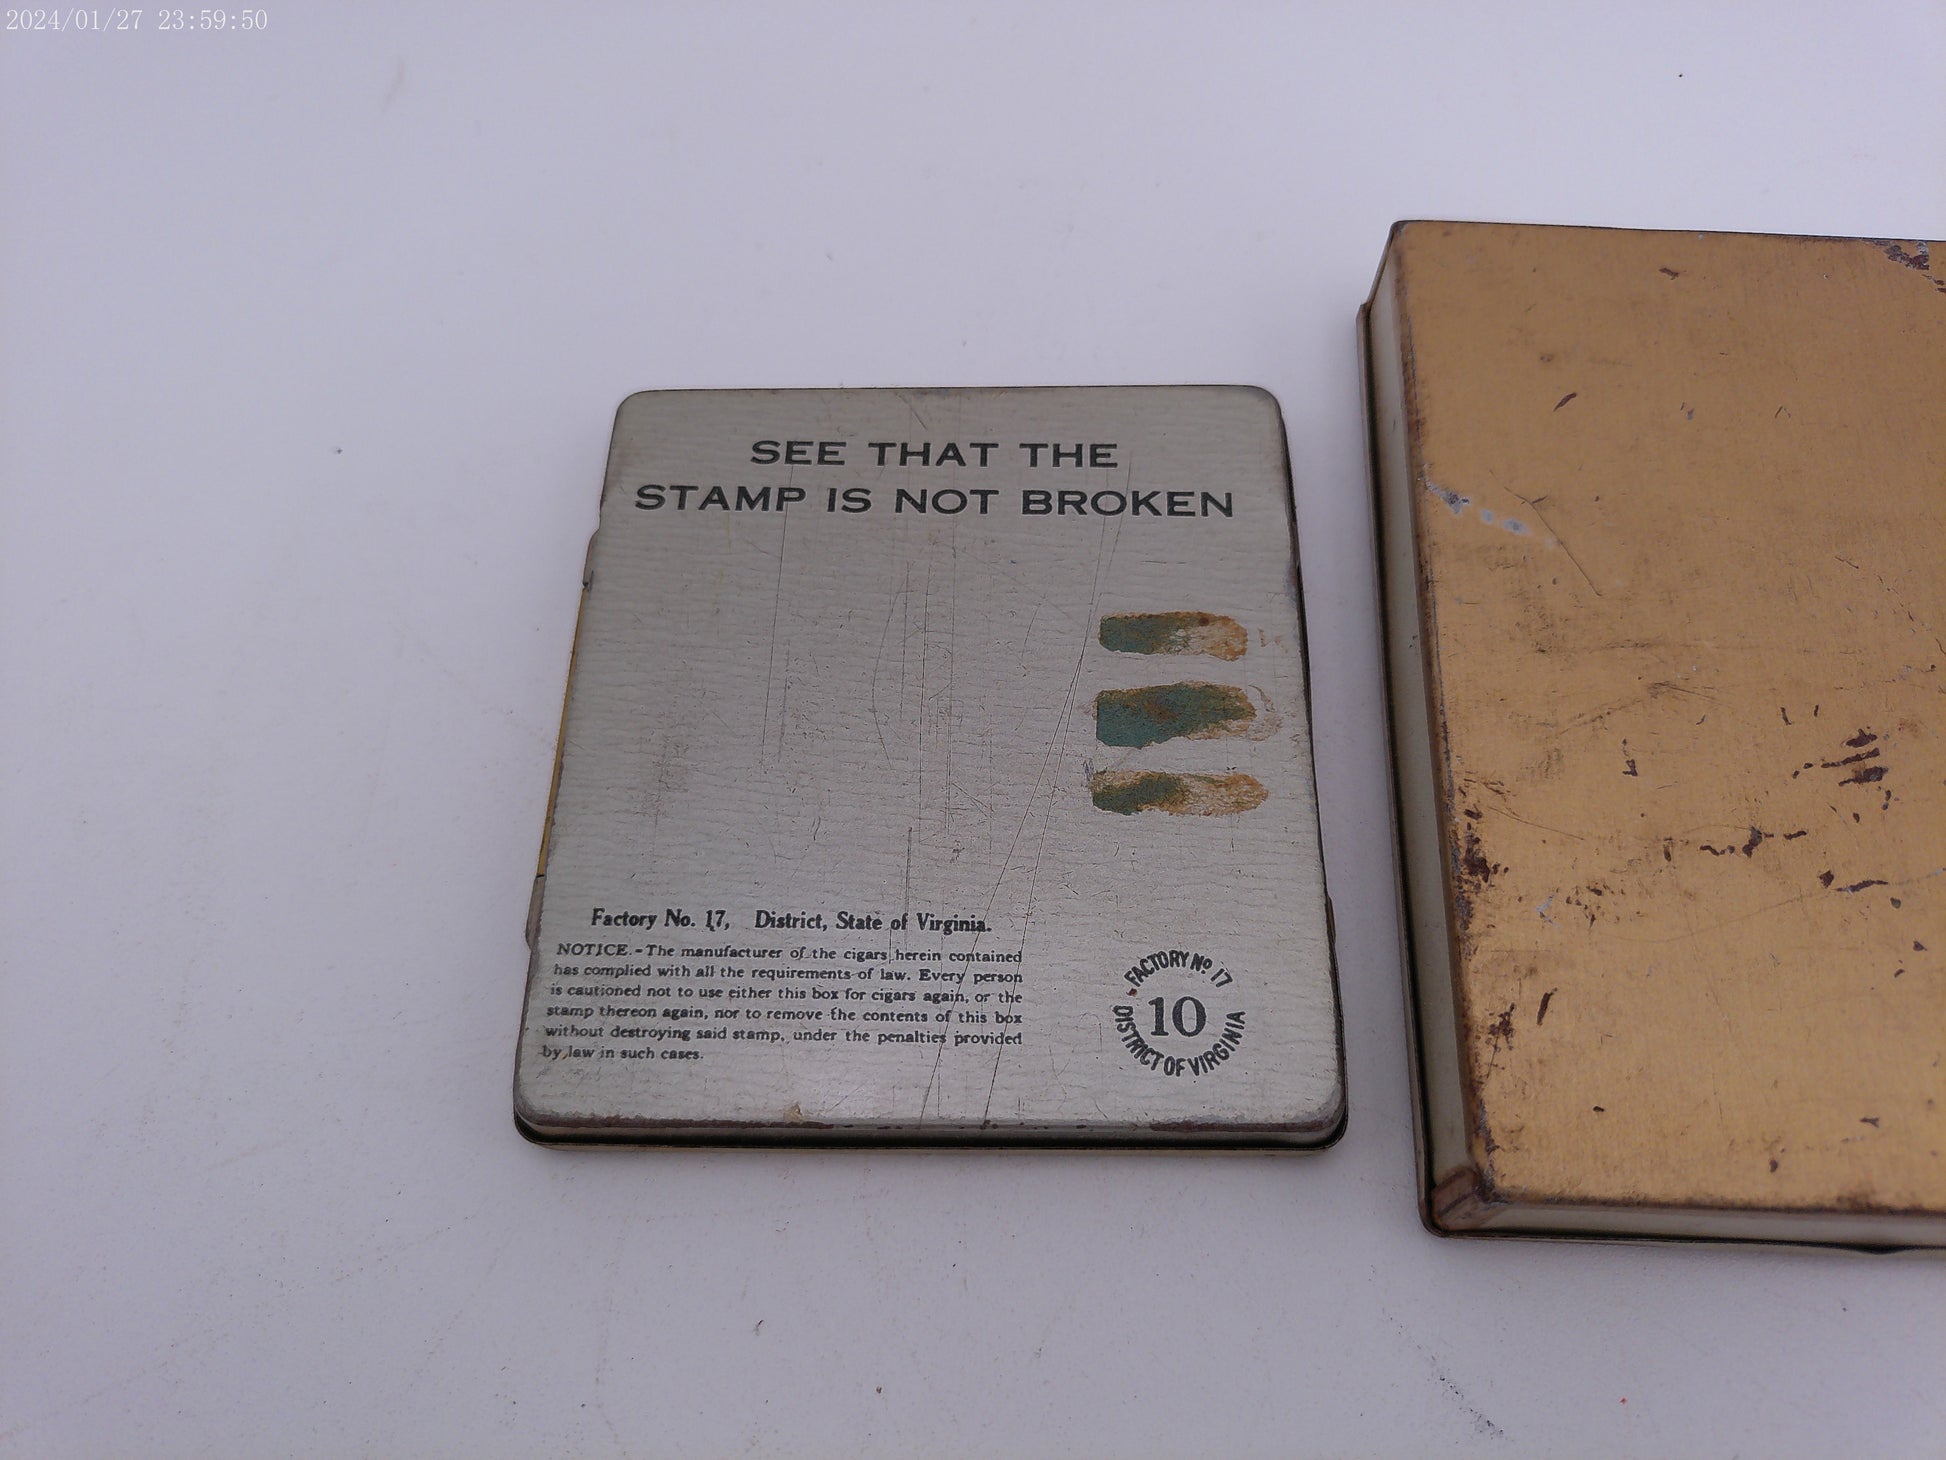 2024/01/27 23:59:50
SEE THAT THE
STAMP IS NOT BROKEN
Factory No. 17, District, State of Virginia.
NOTICE.-The manufacturer of the cigars herein contained
has complied with all the requirements of law. Every person
is cautioned not to use either this box for cigars again, or the
stamp thereon again, nor to remove the contents of this box
without destroying said stamp, under the penalties provided
by law in such cases.
FACTORY No. 17
10
DISTRICT OF VIRGINIA